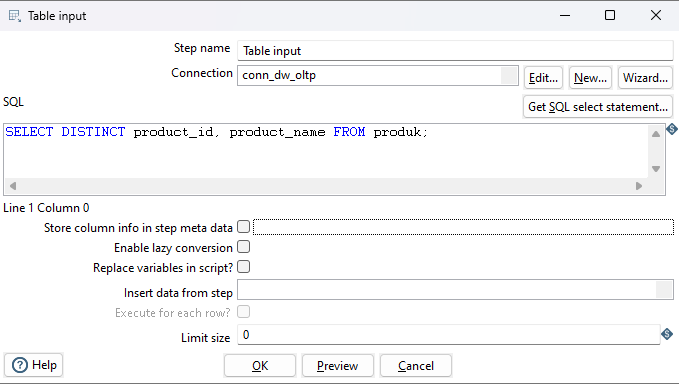 Table input
Step name Table input
Connection conn_dw_oltp Edit... New... Wizard...
SQL Get SQL select statement...
SELECT DISTINCT product_id, product_name FROM produk;
Line 1 Column 0
Store column info in step meta data
Enable lazy conversion
Replace variables in script?
Insert data from step
Execute for each row?
Limit size 0
Help OK Preview Cancel